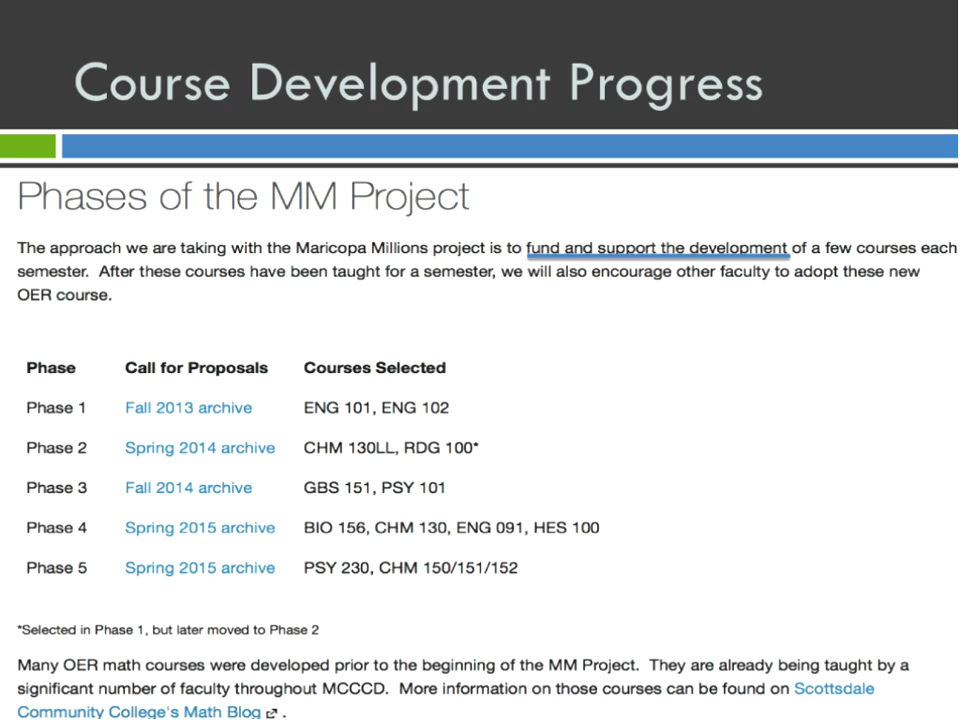 Course Development Progress
Phases of the MM Project
The approach we are taking with the Maricopa Millions project is to fund and support the development of a few courses each
semester.  After these courses have been taught for a semester, we will also encourage other faculty to adopt these new
OER course.
Phase Call for Proposals Courses Selected
Phase 1 Fall 2013 archive ENG 101, ENG 102
Phase 2 Spring 2014 archive CHM 130LL, RDG 100*
Phase 3 Fall 2014 archive GBS 151, PSY 101
Phase 4 Spring 2015 archive BIO 156, CHM 130, ENG 091, HES 100
Phase 5 Spring 2015 archive PSY 230, CHM 150/151/152
*Selected in Phase 1, but later moved to Phase 2
Many OER math courses were developed prior to the beginning of the MM Project.  They are already being taught by a
significant number of faculty throughout MCCCD.  More information on those courses can be found on Scottsdale
Community College's Math Blog .